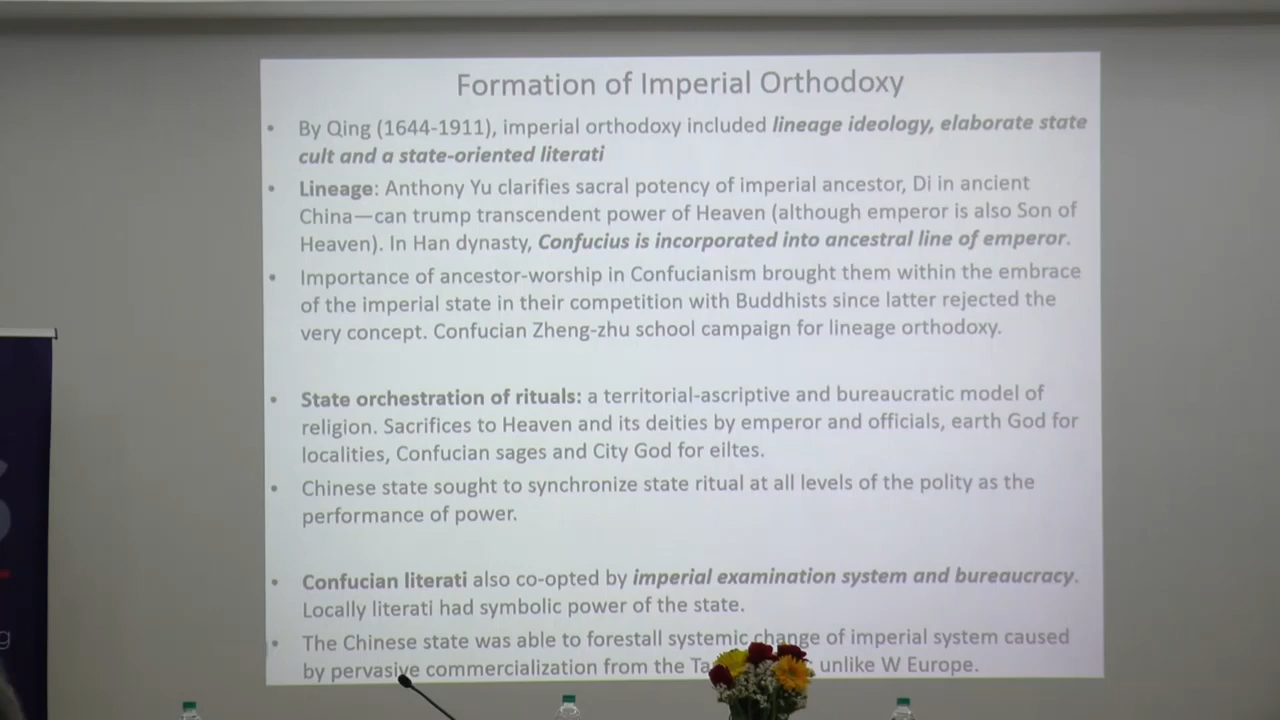 Formation of Imperial Orthodoxy
• By Qing (1644-1911), imperial orthodoxy included lineage ideology, elaborate state
cult and a state-oriented literati
• Lineage: Anthony Yu clarifies sacral potency of imperial ancestor, Di in ancient
China—can trump transcendent power of Heaven (although emperor is also Son of
Heaven). In Han dynasty, Confucius is incorporated into ancestral line of emperor.
• Importance of ancestor-worship in Confucianism brought them within the embrace
of the imperial state in their competition with Buddhists since latter rejected the
very concept. Confucian Zheng-zhu school campaign for lineage orthodoxy.
• State orchestration of rituals: a territorial-ascriptive and bureaucratic model of
religion. Sacrifices to Heaven and its deities by emperor and officials, earth God for
localities, Confucian sages and City God for eiltes.
• Chinese state sought to synchronize state ritual at all levels of the polity as the
performance of power.
• Confucian literati also co-opted by imperial examination system and bureaucracy.
Locally literati had symbolic power of the state.
• The Chinese state was able to forestall systemic change of imperial system caused
by pervasive commercialization from the unlike W Europe.